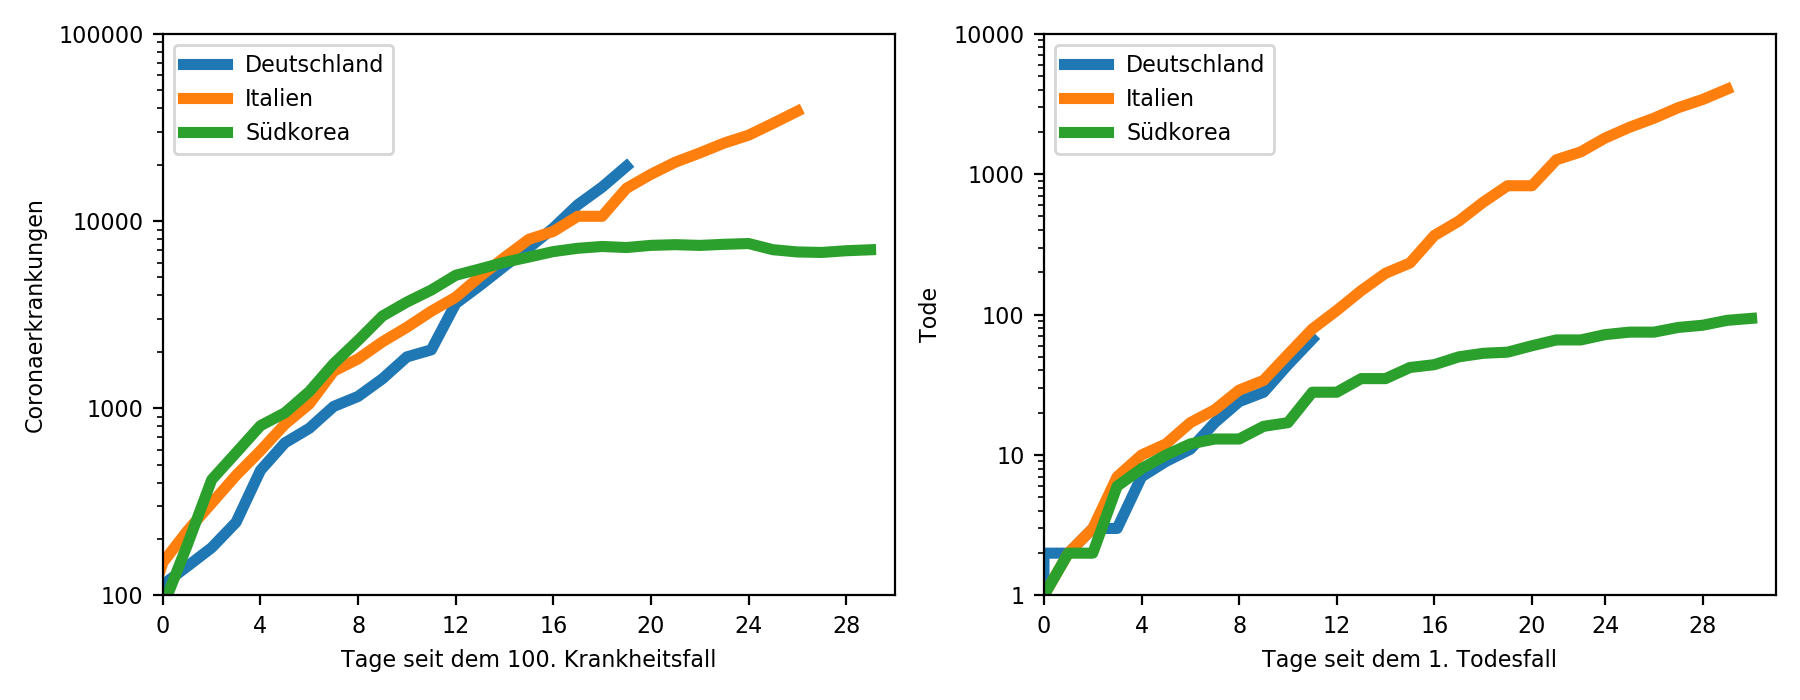 Deutschland
Italien
Südkorea
100000
10000
1000
100
Coronaerkrankungen
0 4 8 12 16 20 24 28
Tage seit dem 100. Krankheitsfall
Deutschland
Italien
Südkorea
10000
1000
100
10
1
Tode
0 4 8 12 16 20 24 28
Tage seit dem 1. Todesfall